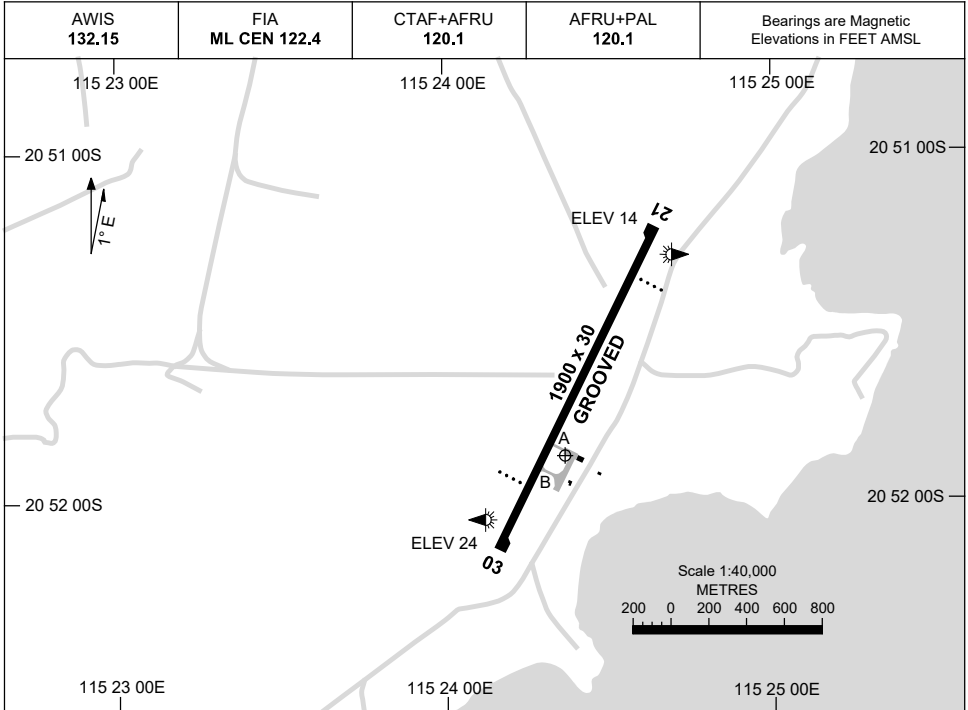 AWIS
132.15
FIA
ML CEN 122.4
CTAF+AFRU
120.1
AFRU+PAL
120.1
Bearings are Magnetic
Elevations in FEET AMSL
115 23 00E
115 24 00E
115 25 00E
20 51 00S
20 51 00S
1° E
21
ELEV 14
1900 x 30
GROOVED
A
B
20 52 00S
20 52 00S
ELEV 24
03
Scale 1:40,000
METRES
200 0 200 400 600 800
115 23 00E
115 24 00E
115 25 00E